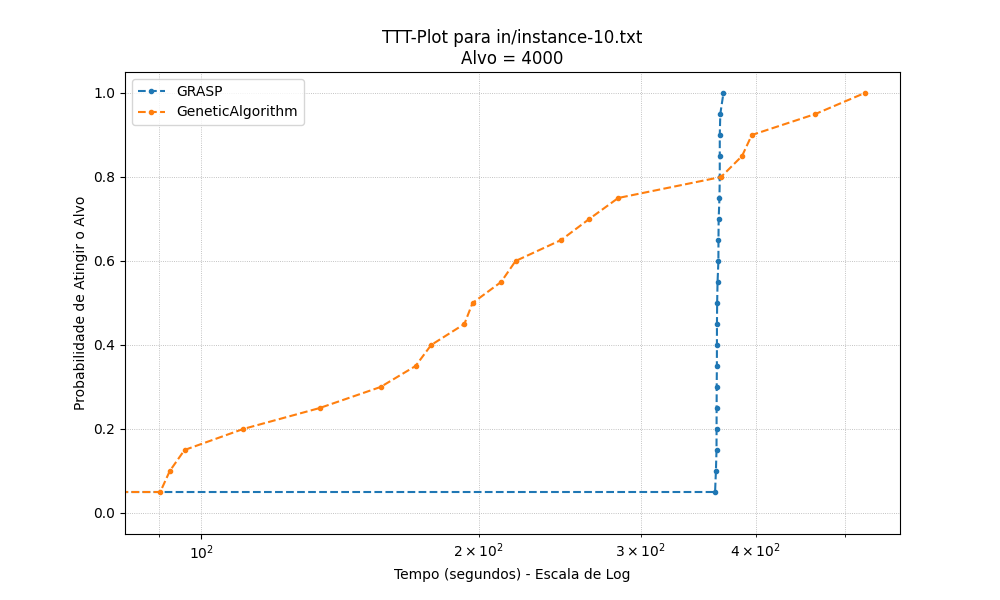 TTT-Plot para in/instance-10.txt
Alvo = 4000
GRASP
GeneticAlgorithm
Probabilidade de Atingir o Alvo
1.0
0.8
0.6
0.4
0.2
0.0
10²
2 × 10²
3 × 10²
4 × 10²
Tempo (segundos) - Escala de Log